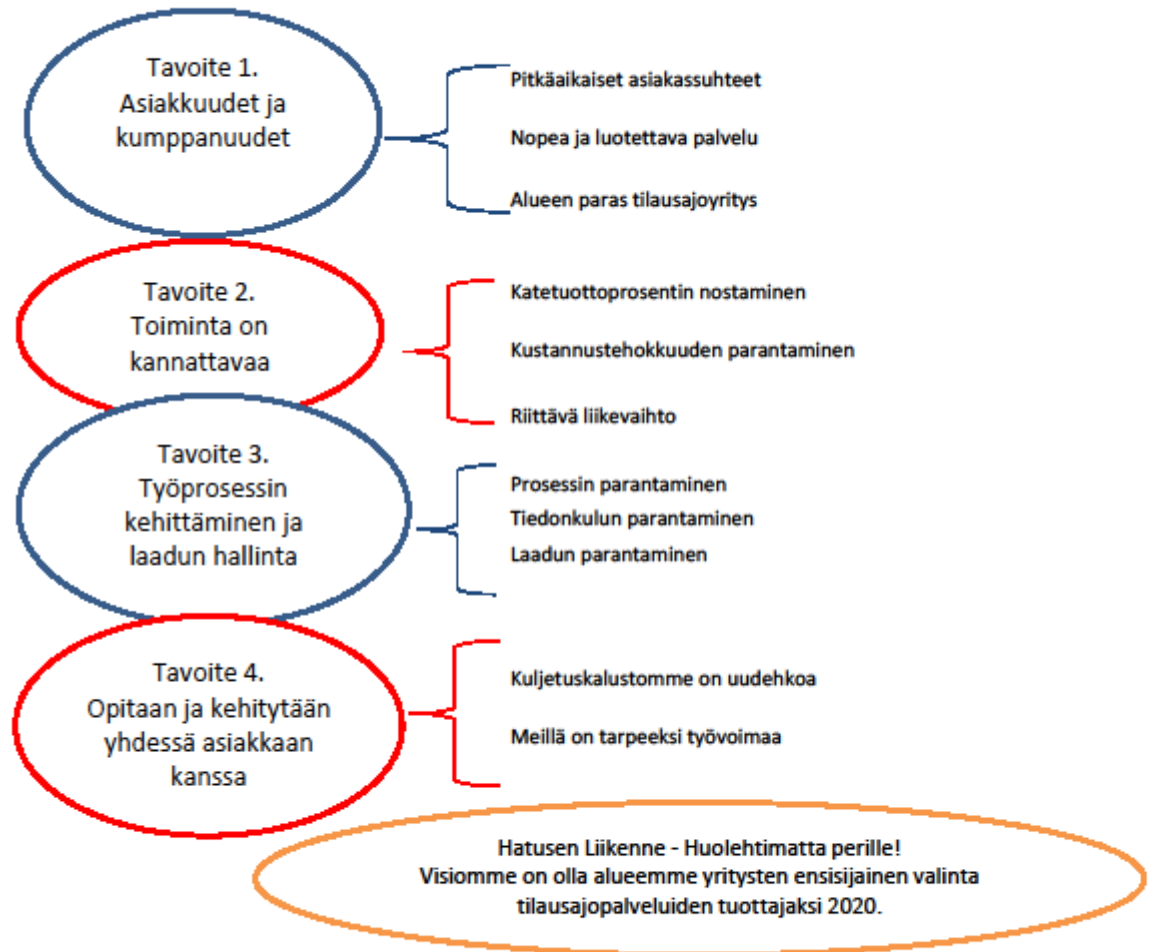 Tavoite 1.
Asiakkuudet ja
kumppanuudet
Pitkäaikaiset asiakassuhteet
Nopea ja luotettava palvelu
Alueen paras tilausajoyritys
Tavoite 2.
Toiminta on
kannattavaa
Katetuottoprosentin nostaminen
Kustannustehokkuuden parantaminen
Riittävä liikevaihto
Tavoite 3.
Työprosessin
kehittäminen ja
laadun hallinta
Prosessin parantaminen
Tiedonkulun parantaminen
Laadun parantaminen
Tavoite 4.
Opitaan ja kehitytään
yhdessä asiakkaan
kanssa
Kuljetuskalustomme on uudehkoa
Meillä on tarpeeksi työvoimaa
Hatusen Liikenne - Huolehtimatta perille!
Visiomme on olla alueemme yritysten ensisijainen valinta
tilausajopalveluiden tuottajaksi 2020.